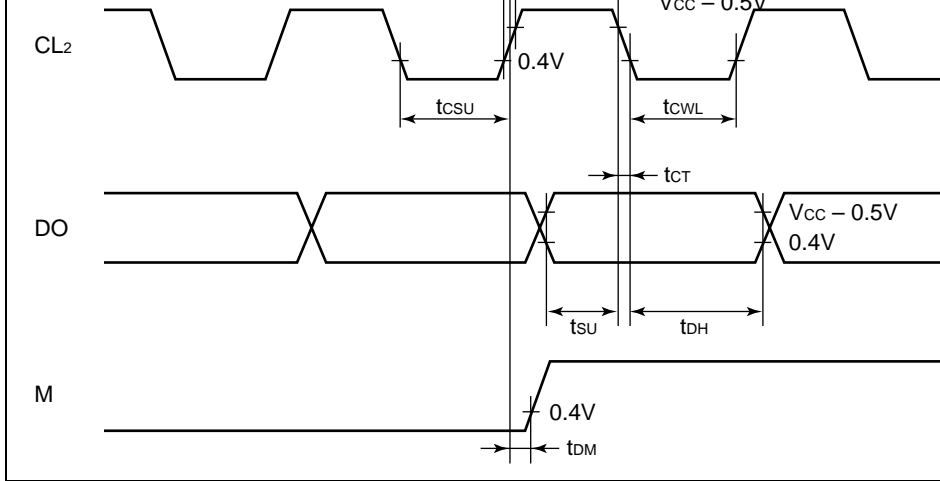 Vcc – 0.5V
CL2
0.4V
tCSU
tCWL
tCT
DO
Vcc – 0.5V
0.4V
tSU
tDH
M
0.4V
tDM